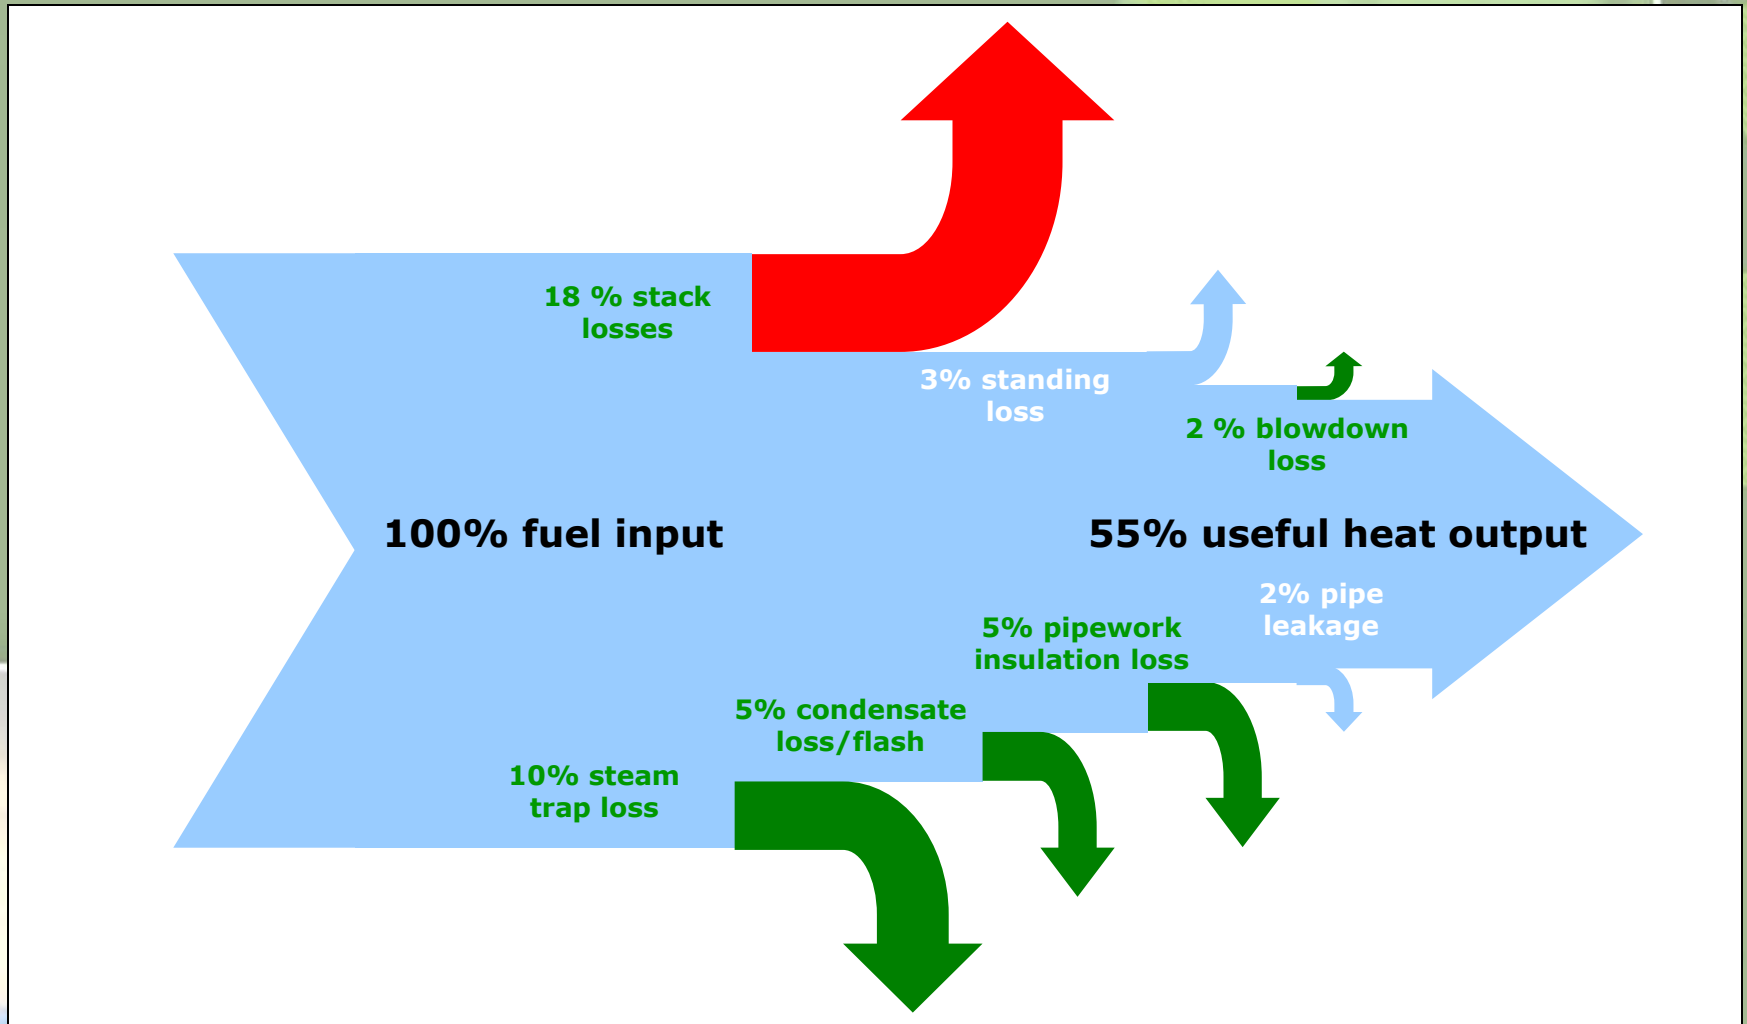 18 % stack
losses
3% standing
loss
2 % blowdown
loss
100% fuel input
55% useful heat output
2% pipe
leakage
5% pipework
insulation loss
5% condensate
loss/flash
10% steam
trap loss